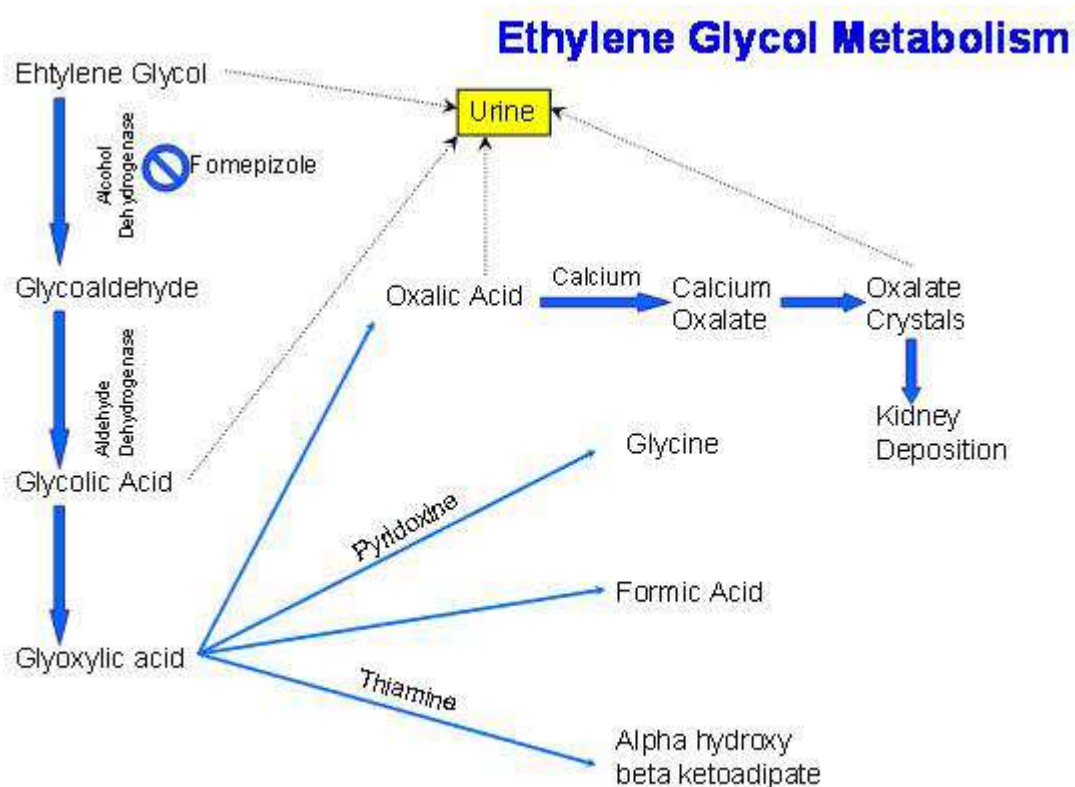 Ethylene Glycol Metabolism
Ehtylene Glycol
Urine
Alcohol
Dehydrogenase
Fomepizole
Glycoaldehyde
Oxalic Acid
Calcium
Calcium
Oxalate
Oxalate
Crystals
Aldehyde
Dehydrogenase
Kidney
Deposition
Glycine
Glycolic Acid
Pyridoxine
Formic Acid
Glyoxylic acid
Thiamine
Alpha hydroxy
beta ketoadipate